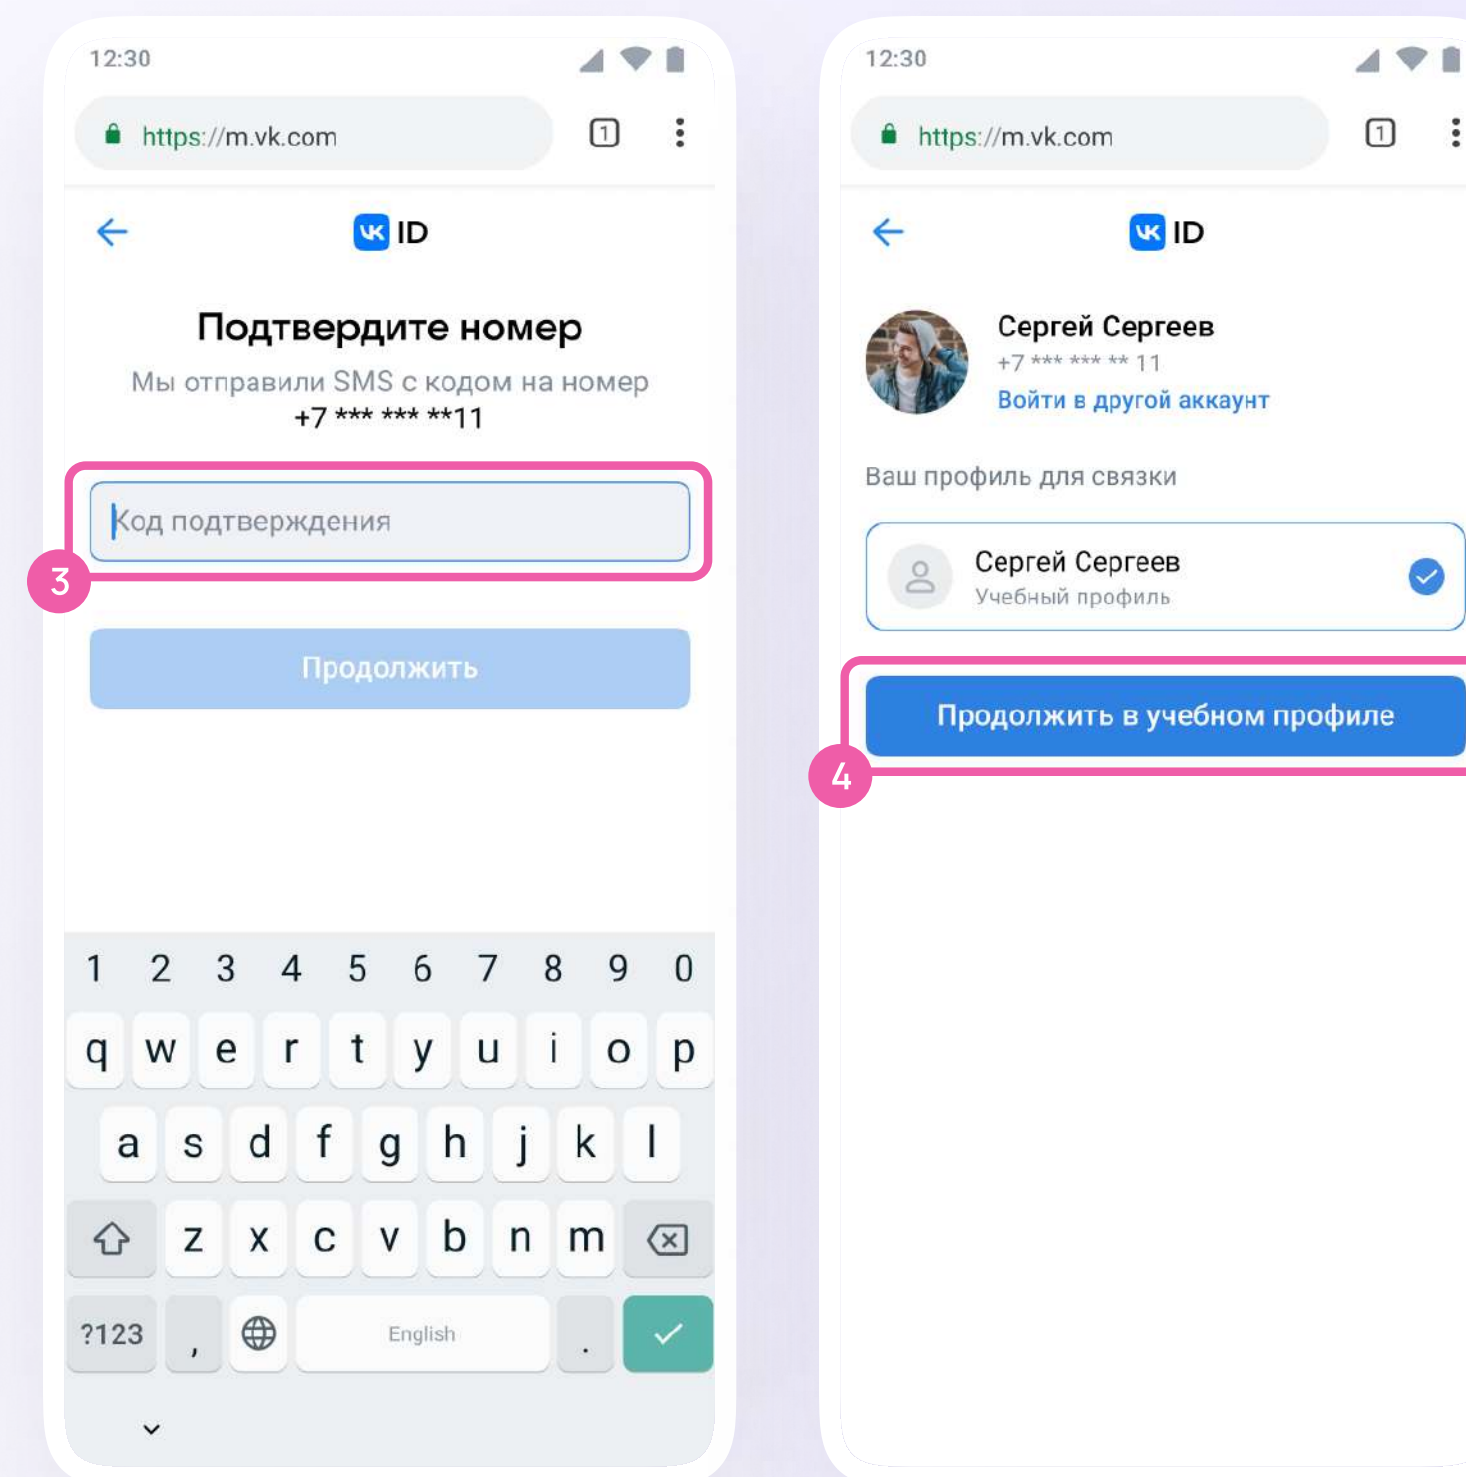 12:30
https://m.vk.com
1
VK ID
Подтвердите номер
Мы отправили SMS с кодом на номер
+7 *** *** **11
Код подтверждения
3
Продолжить
1 2 3 4 5 6 7 8 9 0
q w e r t y u i o p
a s d f g h j k l
z x c v b n m
?123 , English .
12:30
https://m.vk.com
1
VK ID
Сергей Сергеев
+7 *** *** ** 11
Войти в другой аккаунт
Ваш профиль для связки
Сергей Сергеев
Учебный профиль
Продолжить в учебном профиле
4